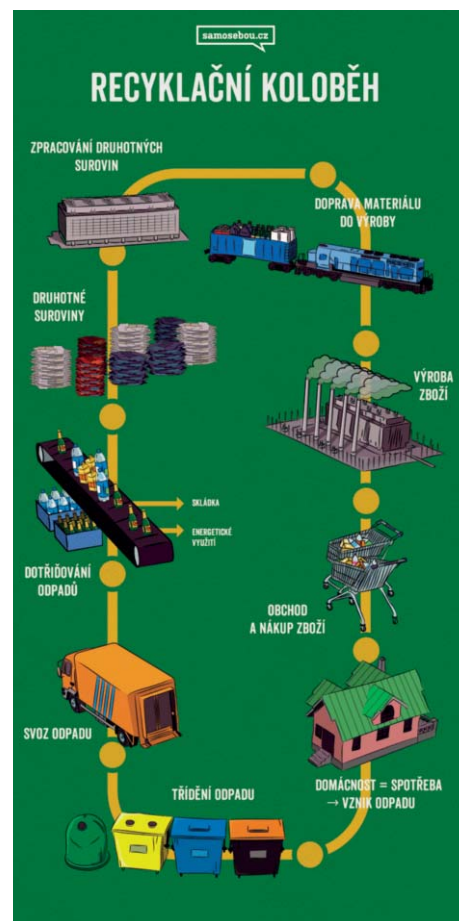 samosebou.cz
RECYKLAČNÍ KOLOBĚH
ZPRACOVÁNÍ DRUHOTNÝCH
SUROVIN
DOPRAVA MATERIÁLU
DO VÝROBY
DRUHOTNÉ
SUROVINY
VÝROBA
ZBOŽÍ
SKLÁDKA
ENERGETICKÉ
VYUŽITÍ
DOTŘIĎOVÁNÍ
ODPADŮ
OBCHOD
A NÁKUP ZBOŽÍ
SVOZ ODPADU
DOMÁCNOST = SPOTŘEBA
→ VZNIK ODPADU
TŘÍDĚNÍ ODPADU